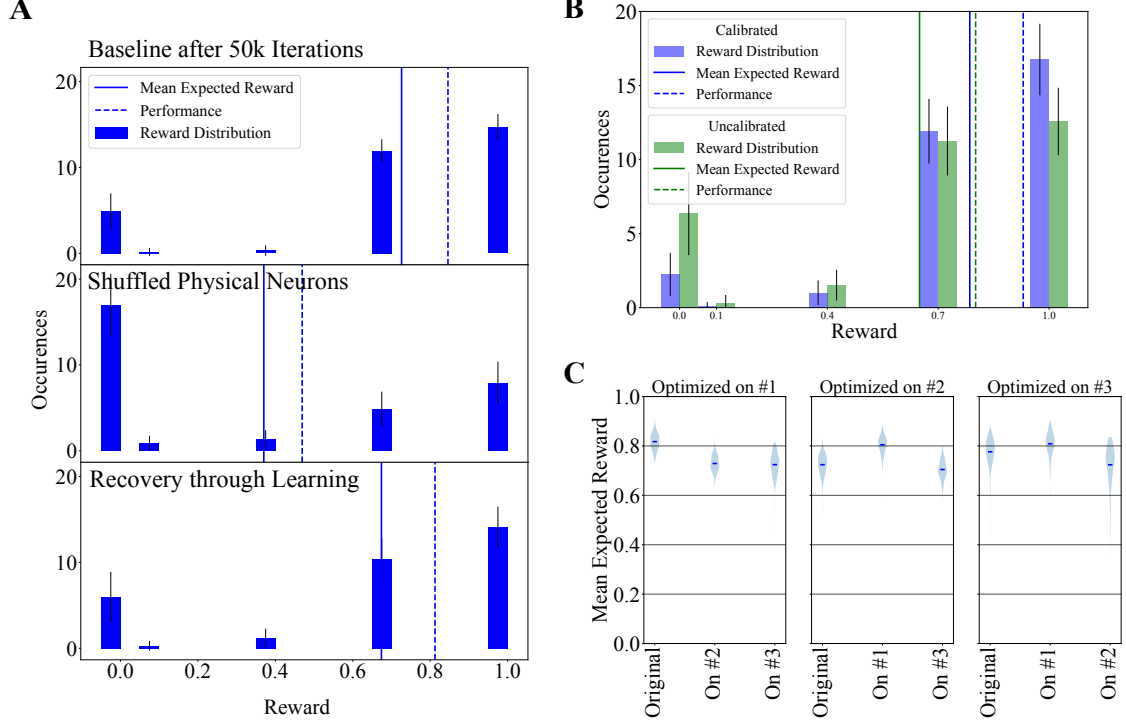 A
Baseline after 50k Iterations
20
10
0
Mean Expected Reward
Performance
Reward Distribution
Shuffled Physical Neurons
20
10
0
Occurences
Recovery through Learning
20
10
0
0.0 0.2 0.4 0.6 0.8 1.0
Reward
B
20
15
10
5
0
Occurences
Calibrated
Reward Distribution
Mean Expected Reward
Performance
Uncalibrated
Reward Distribution
Mean Expected Reward
Performance
0.0 0.1 0.4 0.7 1.0
Reward
C
Optimized on #1 Optimized on #2 Optimized on #3
1.0
0.8
0.6
0.4
0.2
0.0
Mean Expected Reward
Original On #2 On #3 Original On #1 On #3 Original On #1 On #2